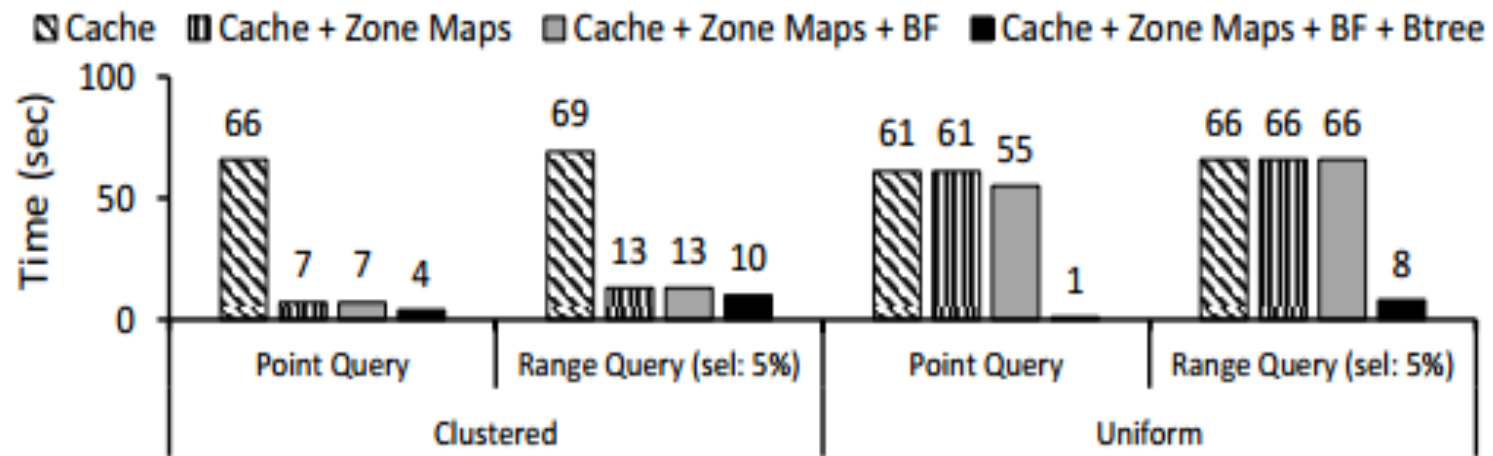 Cache Cache + Zone Maps Cache + Zone Maps + BF Cache + Zone Maps + BF + Btree
Time (sec)
100
50
0
66 7 7 4
69 13 13 10
61 61 55 1
66 66 66 8
Point Query Range Query (sel: 5%) Point Query Range Query (sel: 5%)
Clustered Uniform